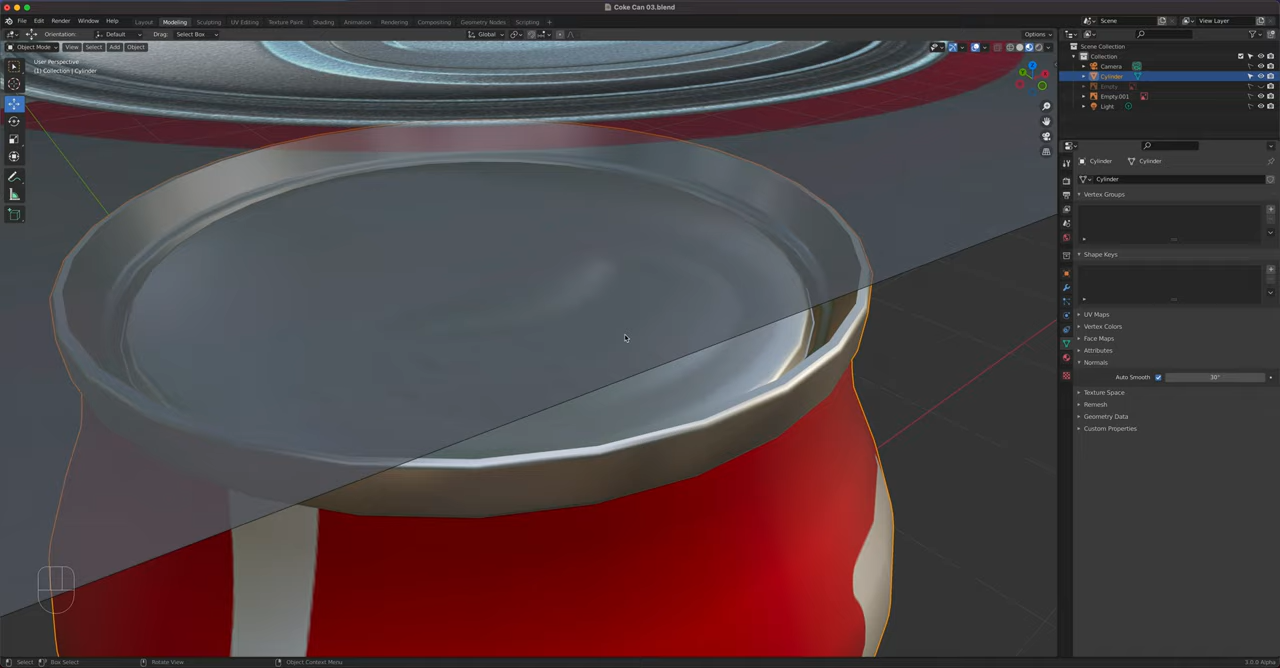 Coke Can 03.blend
File Edit Render Window Help Layout Modeling Sculpting UV Editing Texture Paint Shading Animation Rendering Compositing Geometry Nodes Scripting + Scene View Layer
Orientation: Default Drag: Select Box Global Options
Object Mode View Select Add Object
User Perspective
(1) Collection | Cylinder
Scene Collection
Collection
Camera
Cylinder
Empty
Empty.001
Light
Cylinder Cylinder
Cylinder
Vertex Groups
Shape Keys
UV Maps
Vertex Colors
Face Maps
Attributes
Normals
Auto Smooth 30°
Texture Space
Remesh
Geometry Data
Custom Properties
Select Box Select Rotate View Object Context Menu 3.0.0 Alpha